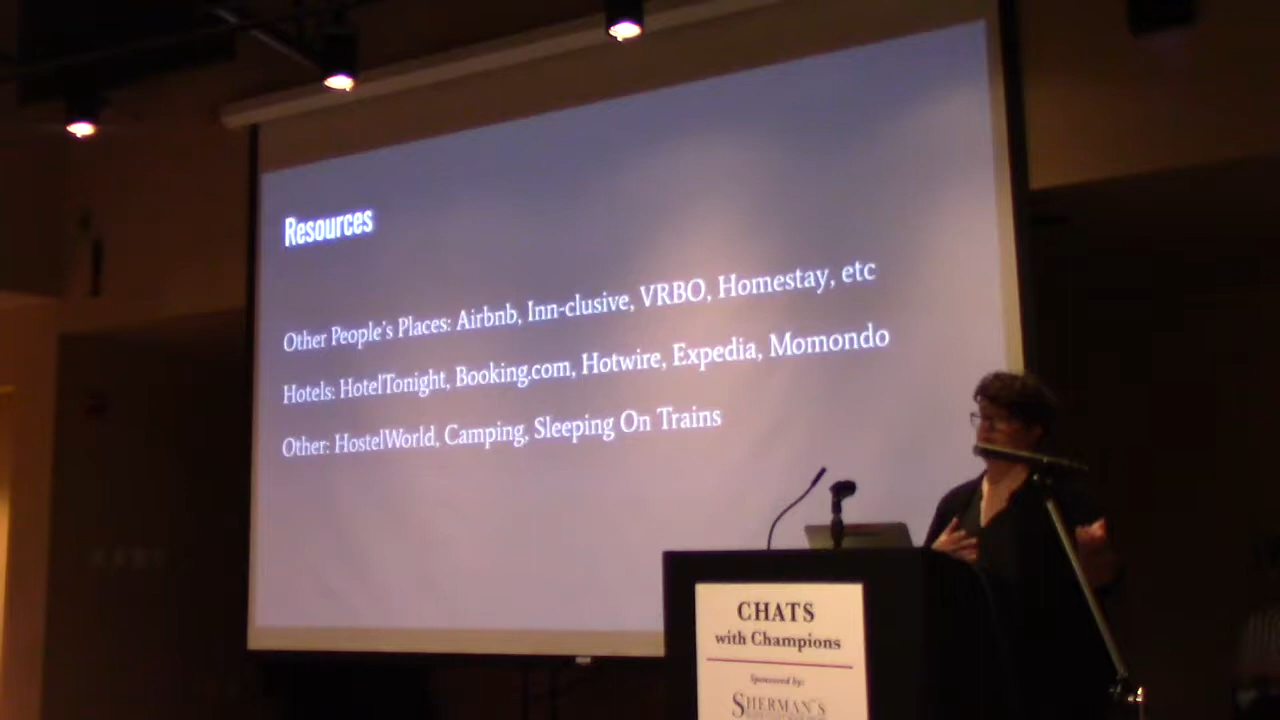 Resources
Other People's Places: Airbnb, Inn-clusive, VRBO, Homestay, etc
Hotels: HotelTonight, Booking.com, Hotwire, Expedia, Momondo
Other: HostelWorld, Camping, Sleeping On Trains
CHATS
with Champions
Sponsored by:
SHERMAN'S